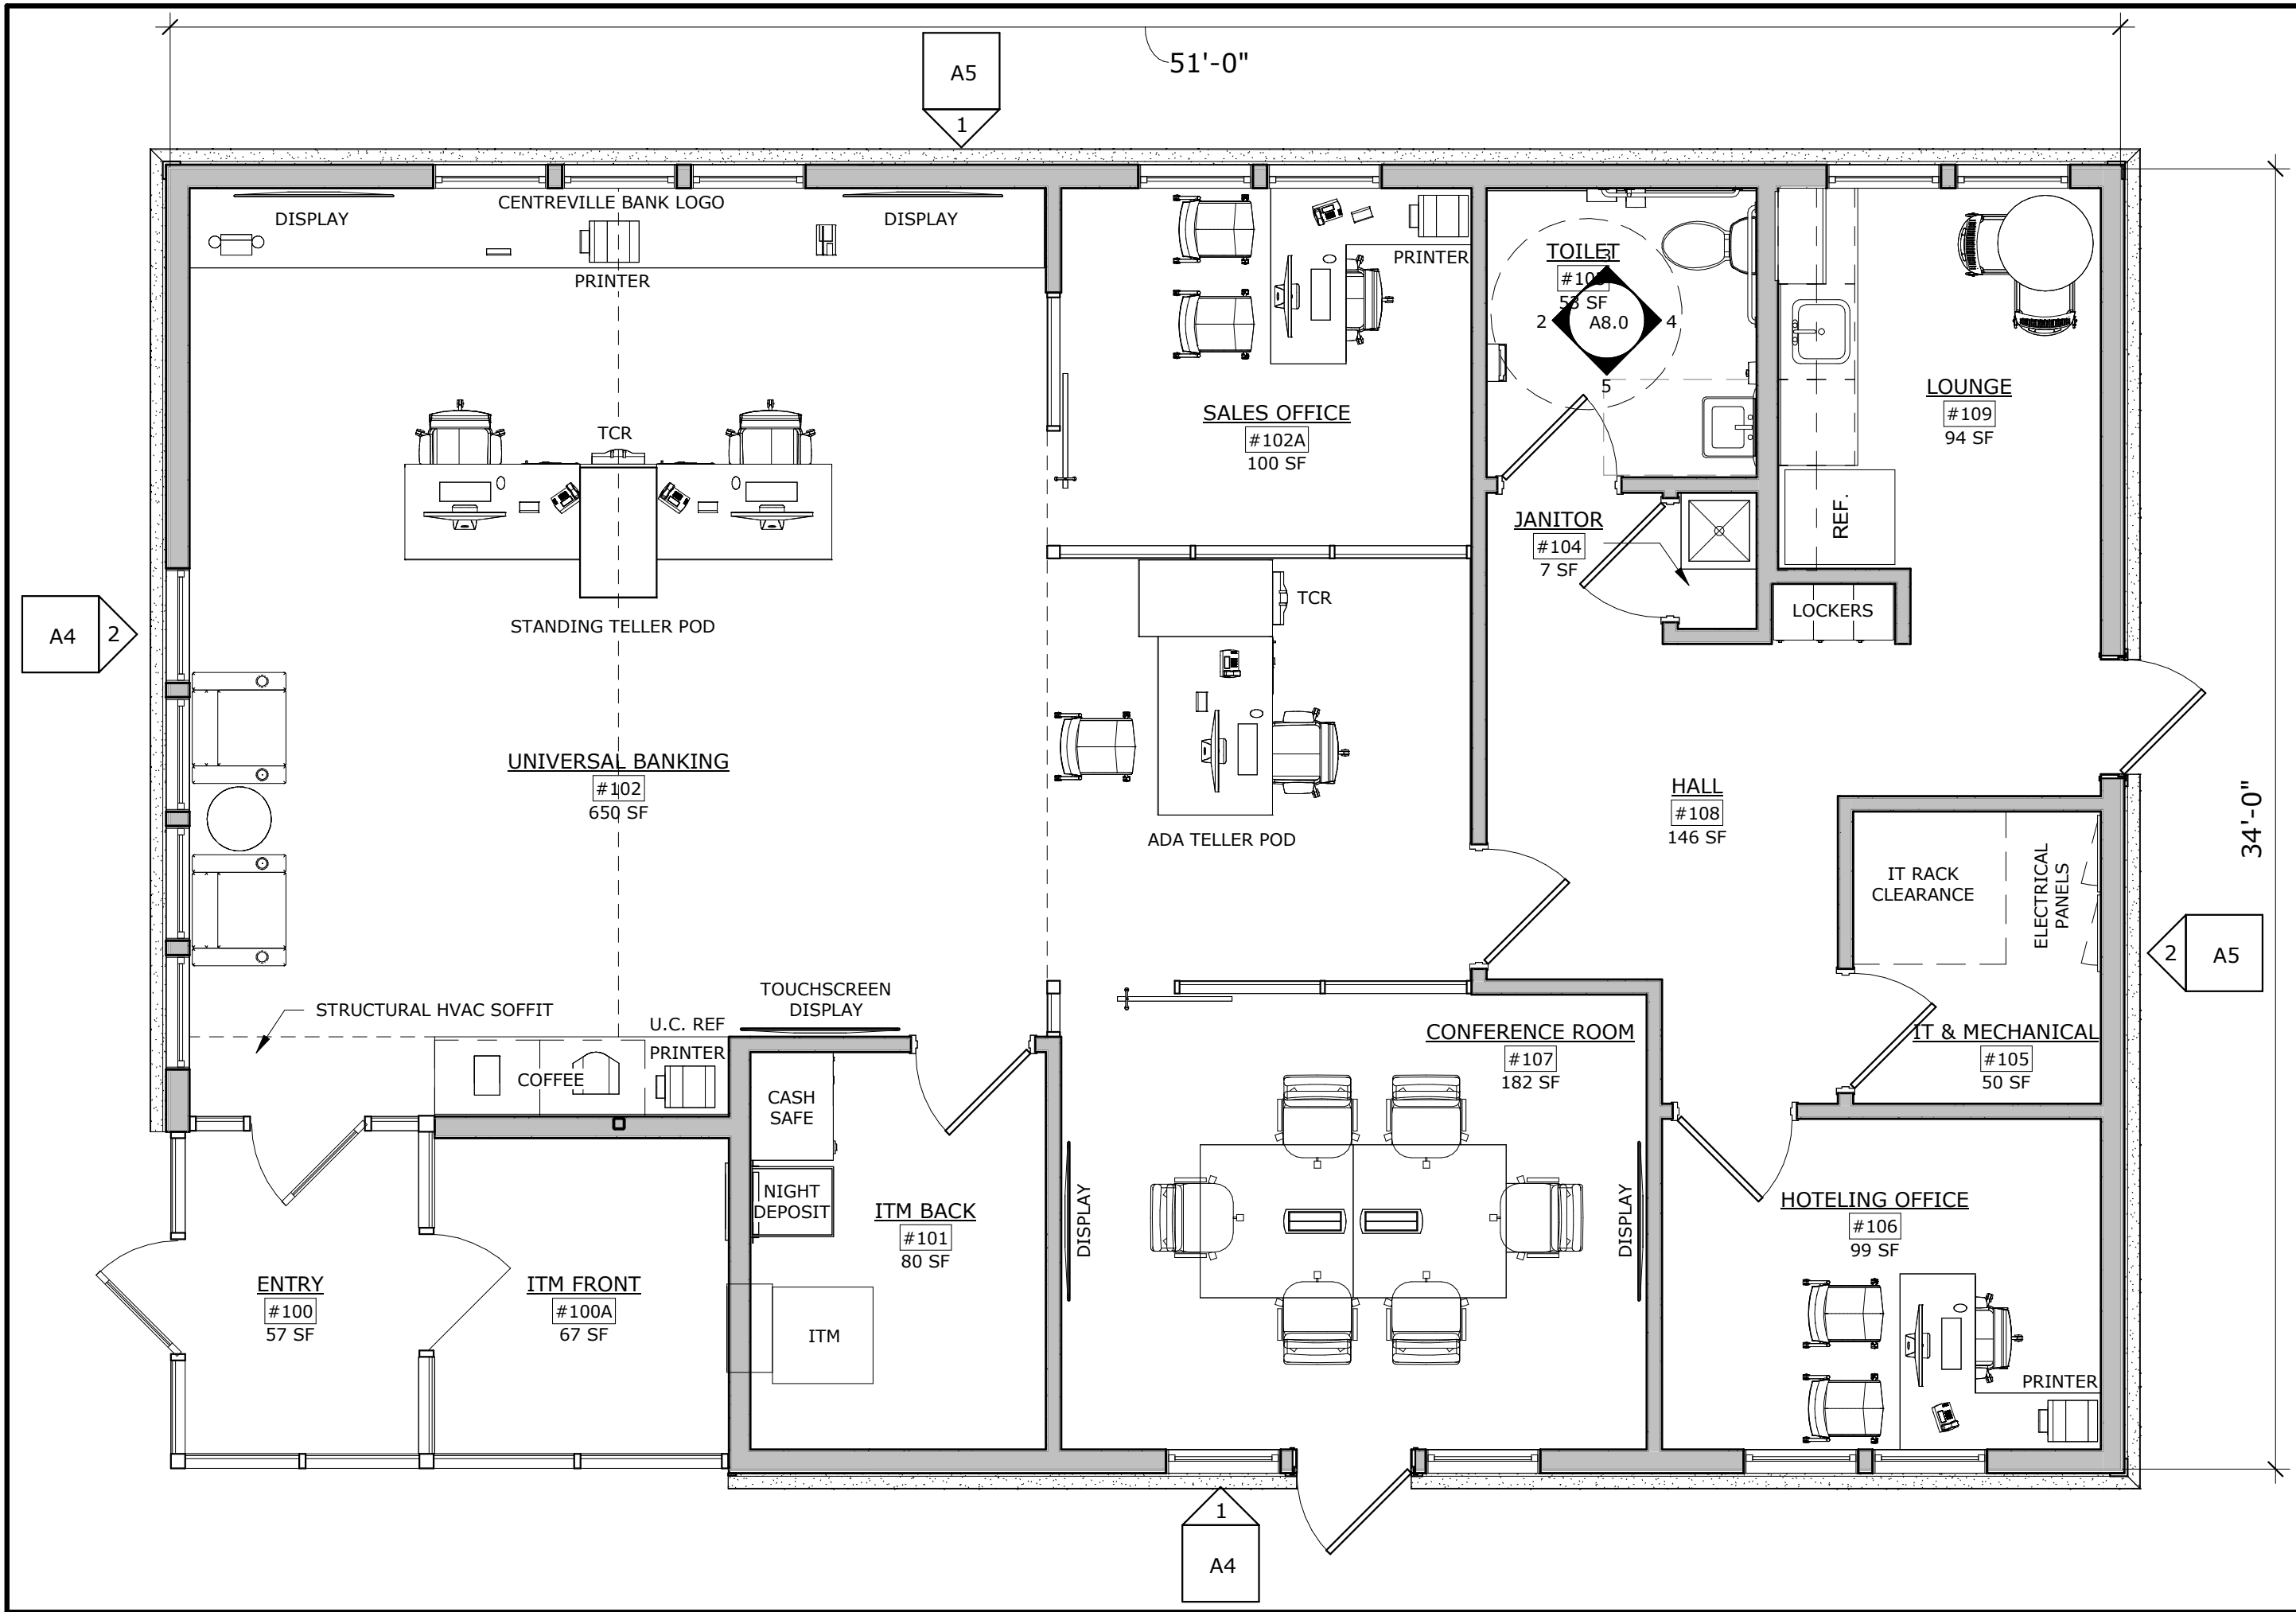 51'-0"
A5
1
CENTREVILLE BANK LOGO
DISPLAY
DISPLAY
PRINTER
PRINTER
TOILET
3
53 SF
2
A8.0
4
5
LOUNGE
#109
94 SF
SALES OFFICE
#102A
100 SF
TCR
REF.
JANITOR
#104
7 SF
TCR
LOCKERS
STANDING TELLER POD
A4
2
UNIVERSAL BANKING
#102
650 SF
HALL
#108
146 SF
34'-0"
ADA TELLER POD
IT RACK
CLEARANCE
ELECTRICAL
PANELS
2
A5
TOUCHSCREEN
DISPLAY
STRUCTURAL HVAC SOFFIT
U.C. REF
PRINTER
COFFEE
CONFERENCE ROOM
#107
182 SF
IT & MECHANICAL
#105
50 SF
CASH
SAFE
NIGHT
DEPOSIT
ITM BACK
#101
80 SF
DISPLAY
DISPLAY
HOTELING OFFICE
#106
99 SF
ENTRY
#100
57 SF
ITM FRONT
#100A
67 SF
ITM
PRINTER
1
A4